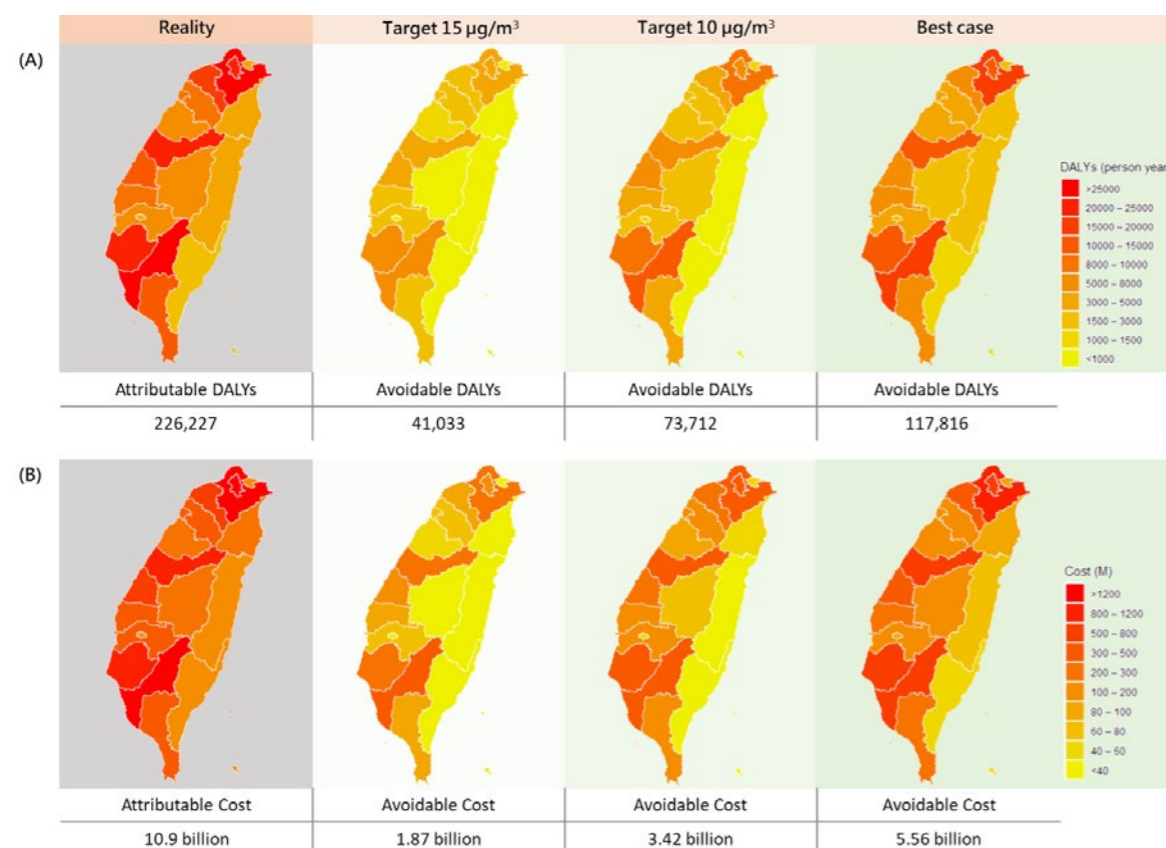 Reality Target 15 µg/m³ Target 10 µg/m³ Best case
(A)
DALYs (person year
>25000
20000 – 25000
15000 – 20000
10000 – 15000
8000 – 10000
5000 – 8000
3000 – 5000
1500 – 3000
1000 – 1500
<1000
Attributable DALYs Avoidable DALYs Avoidable DALYs Avoidable DALYs
226,227 41,033 73,712 117,816
(B)
Cost (M)
>1200
800 – 1200
500 – 800
300 – 500
200 – 300
100 – 200
80 – 100
60 – 80
40 – 60
<40
Attributable Cost Avoidable Cost Avoidable Cost Avoidable Cost
10.9 billion 1.87 billion 3.42 billion 5.56 billion